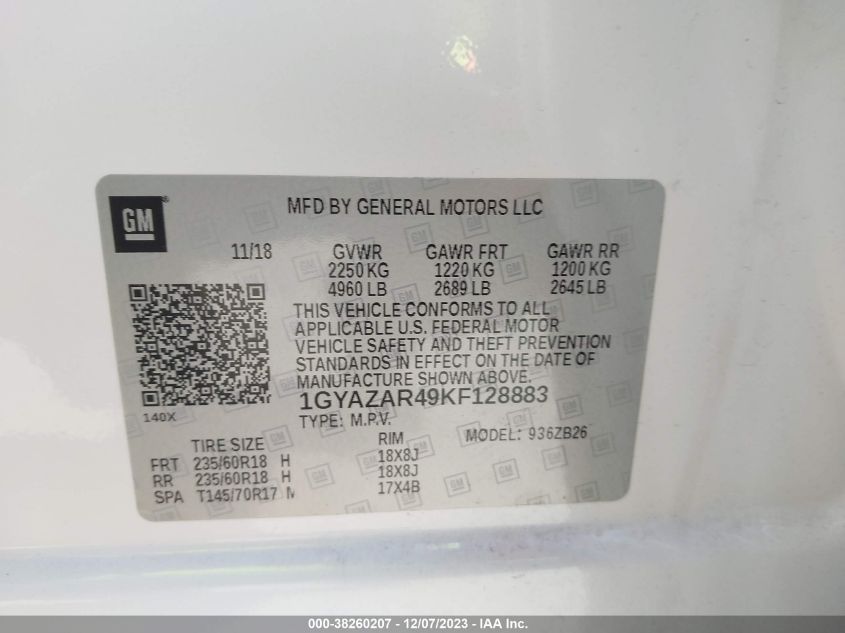 GM
MFD BY GENERAL MOTORS LLC
11/18 GVWR GAWR FRT GAWR RR
2250 KG 1220 KG 1200 KG
4960 LB 2689 LB 2645 LB
THIS VEHICLE CONFORMS TO ALL
APPLICABLE U.S. FEDERAL MOTOR
VEHICLE SAFETY AND THEFT PREVENTION
STANDARDS IN EFFECT ON THE DATE OF
MANUFACTURE SHOWN ABOVE.
1GYAZAR49KF128883
140X
TYPE: M.P.V.
MODEL: 936ZB26
TIRE SIZE RIM
FRT 235/60R18 H 18X8J
RR 235/60R18 H 18X8J
SPA T145/70R17 M 17X4B
000-38260207 - 12/07/2023 - IAA Inc.